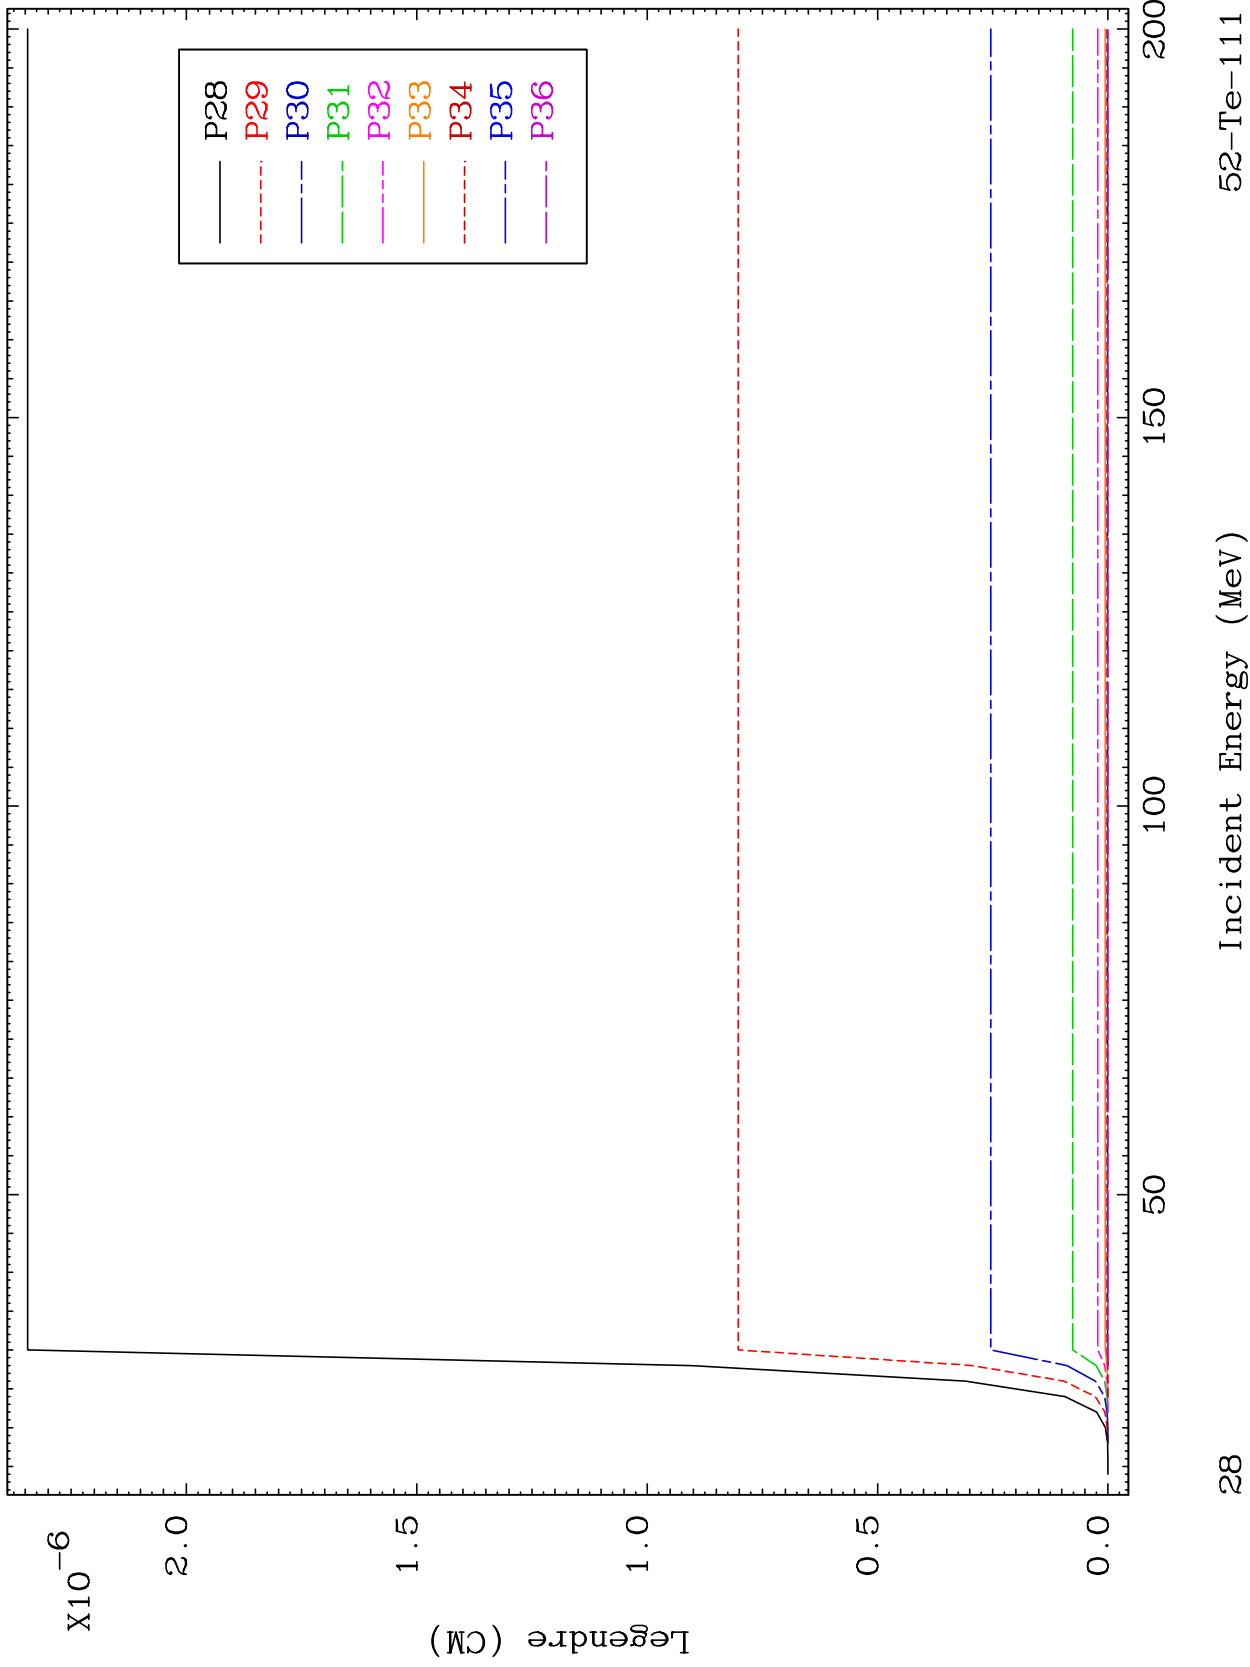 X10-6
2.0
1.5
1.0
0.5
0.0
Legendre (CM)
P28
P29
P30
P31
P32
P33
P34
P35
P36
50
100
150
200
28
Incident Energy (MeV)
52-Te-111